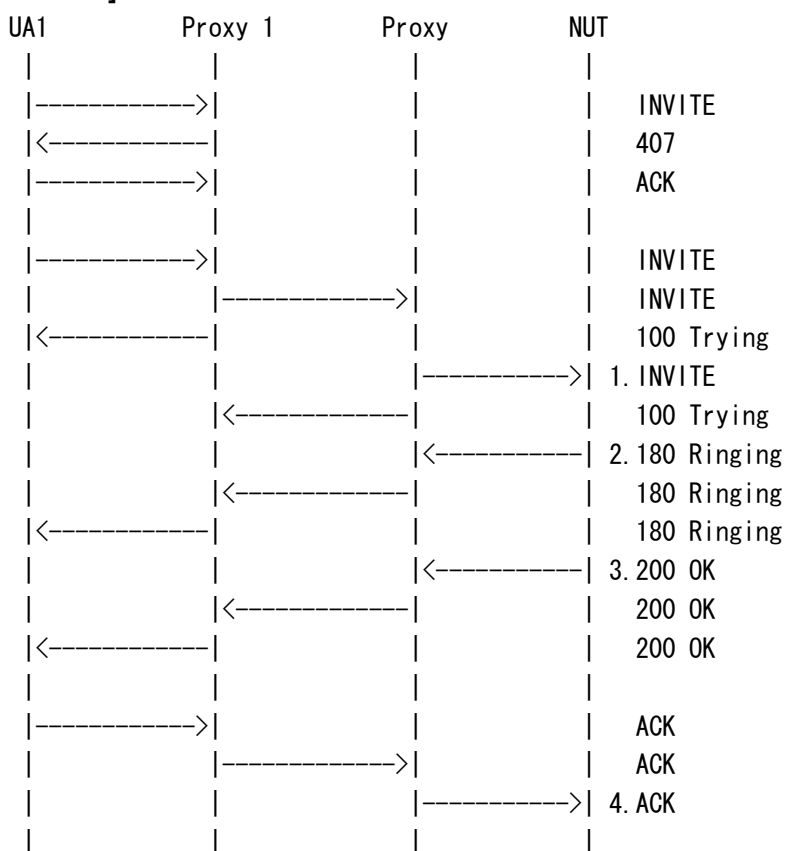 UA1 Proxy 1 Proxy NUT
| | | |
|------------>| | | INVITE
|<------------| | | 407
|------------>| | | ACK
| | | |
|------------>| | | INVITE
| |------------->| | INVITE
|<------------| | | 100 Trying
| | |------------>| 1.INVITE
| |<-------------| | 100 Trying
| | |<------------| 2.180 Ringing
| |<-------------| | 180 Ringing
|<------------| | | 180 Ringing
| | |<------------| 3.200 OK
| |<-------------| | 200 OK
|<------------| | | 200 OK
| | | |
|------------>| | | ACK
| |------------->| | ACK
| | |------------>| 4.ACK
| | | |